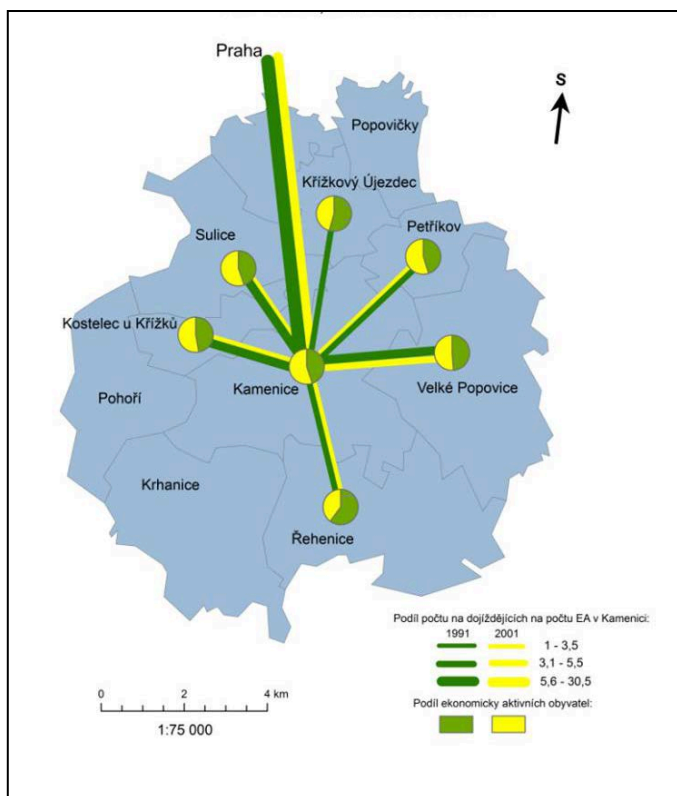 Praha
S
Popovičky
Křížkový Újezdec
Petříkov
Sulice
Kostelec u Křížků
Kamenice
Velké Popovice
Pohoří
Krhanice
Řehenice
Podíl počtu na dojíždějících na počtu EA v Kamenici:
1991 2001
1 - 3,5
3,1 - 5,5
5,6 - 30,5
Podíl ekonomicky aktivních obyvatel:
0 2 4 km
1:75 000